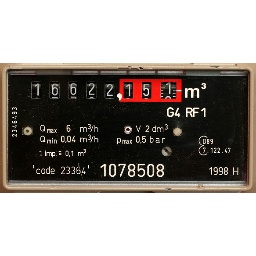 16622,151 m³
G4 RF1
2346483
Qmax 6 m³/h
V 2 dm³
Qmin 0,04 m³/h
pmax 0,5 bar
1 imp. ≙ 0,1 m³
'code 23364'
1078508
1998 H